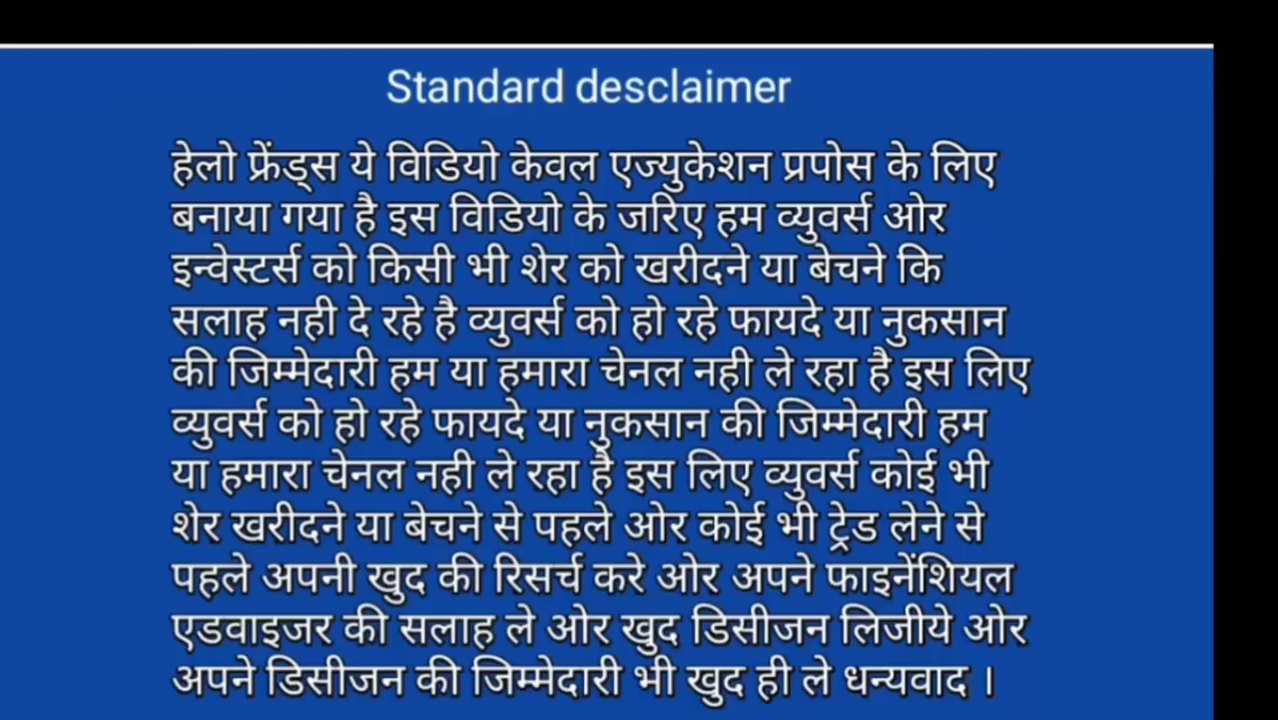 Standard desclaimer
हेलो फ्रेंड्स ये विडियो केवल एज्युकेशन प्रपोस के लिए
बनाया गया है इस विडियो के जरिए हम व्युवर्स ओर
इन्वेस्टर्स को किसी भी शेर को खरीदने या बेचने कि
सलाह नही दे रहे है व्युवर्स को हो रहे फायदे या नुकसान
की जिम्मेदारी हम या हमारा चेनल नही ले रहा है इस लिए
व्युवर्स को हो रहे फायदे या नुकसान की जिम्मेदारी हम
या हमारा चेनल नही ले रहा है इस लिए व्युवर्स कोई भी
शेर खरीदने या बेचने से पहले ओर कोई भी ट्रेड लेने से
पहले अपनी खुद की रिसर्च करे ओर अपने फाइनेंशियल
एडवाइजर की सलाह ले ओर खुद डिसीजन लिजीये ओर
अपने डिसीजन की जिम्मेदारी भी खुद ही ले धन्यवाद ।